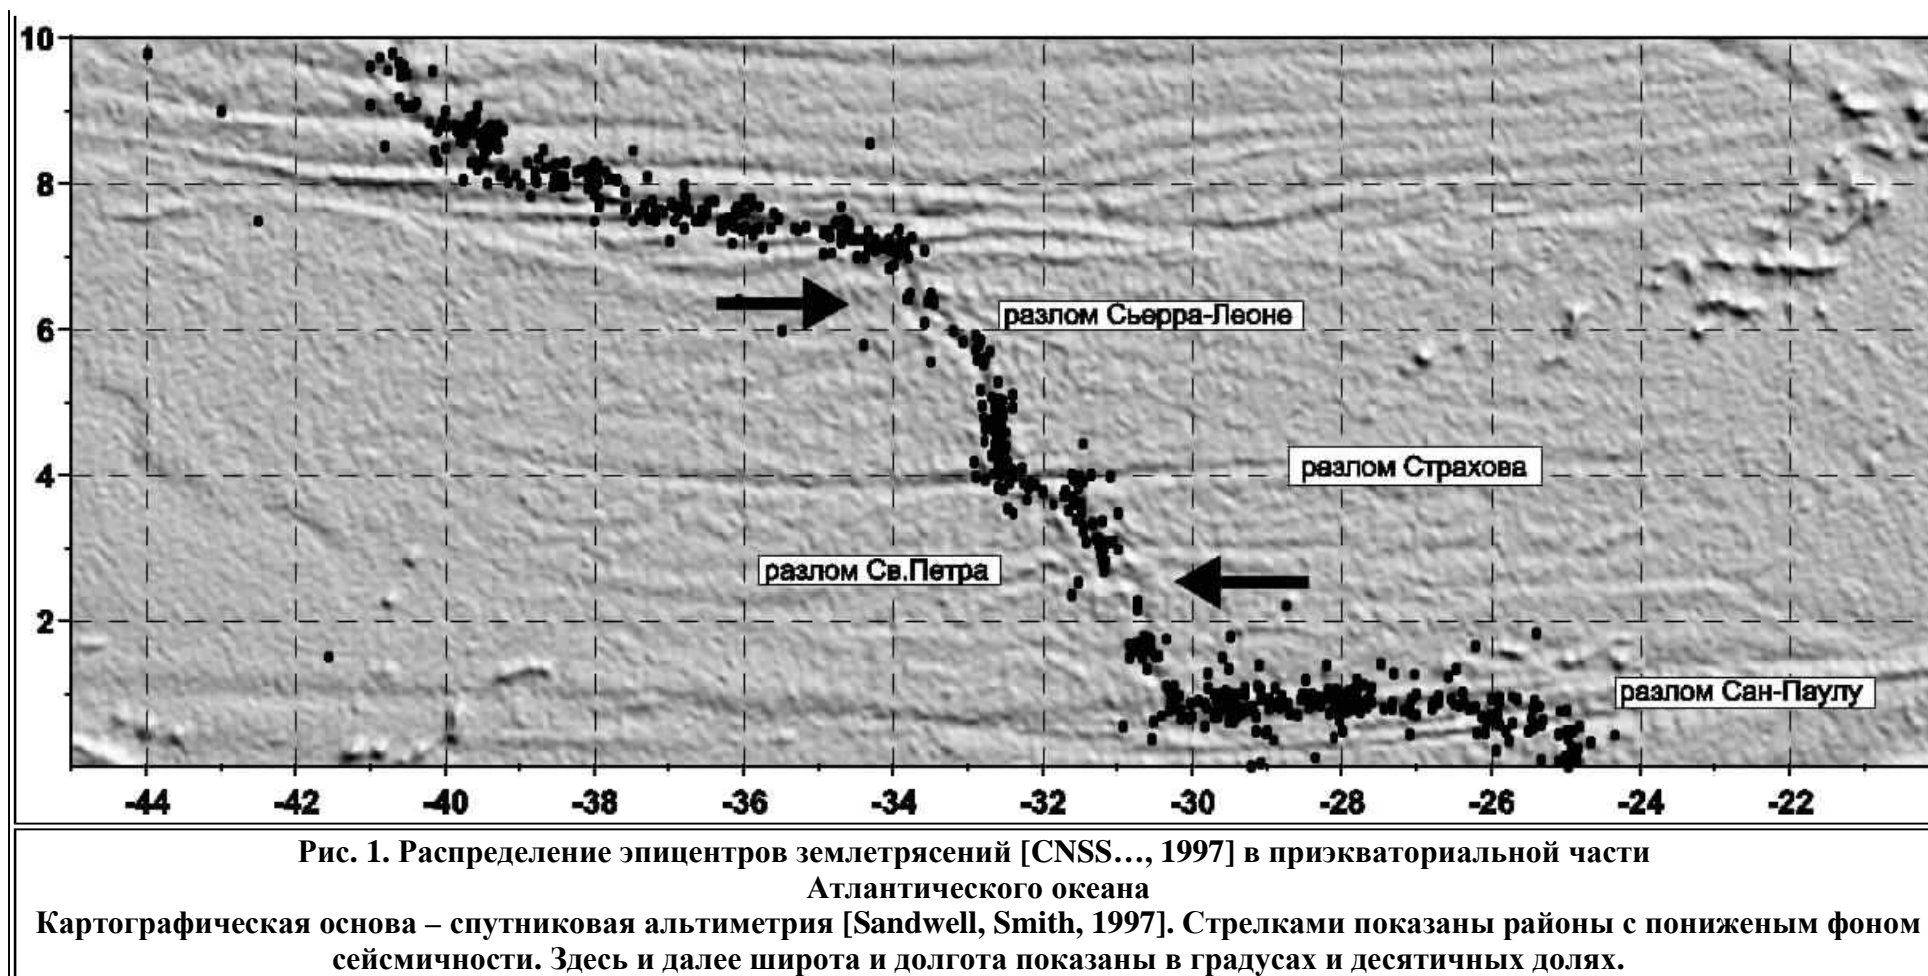 10
8
разлом Сьерра-Леоне
6
разлом Страхова
4
разлом Св.Петра
2
разлом Сан-Паулу
-44 -42 -40 -38 -36 -34 -32 -30 -28 -26 -24 -22
Рис. 1. Распределение эпицентров землетрясений [CNSS…, 1997] в приэкваториальной части
Атлантического океана
Картографическая основа – спутниковая альтиметрия [Sandwell, Smith, 1997]. Стрелками показаны районы с пониженым фоном
сейсмичности. Здесь и далее широта и долгота показаны в градусах и десятичных долях.